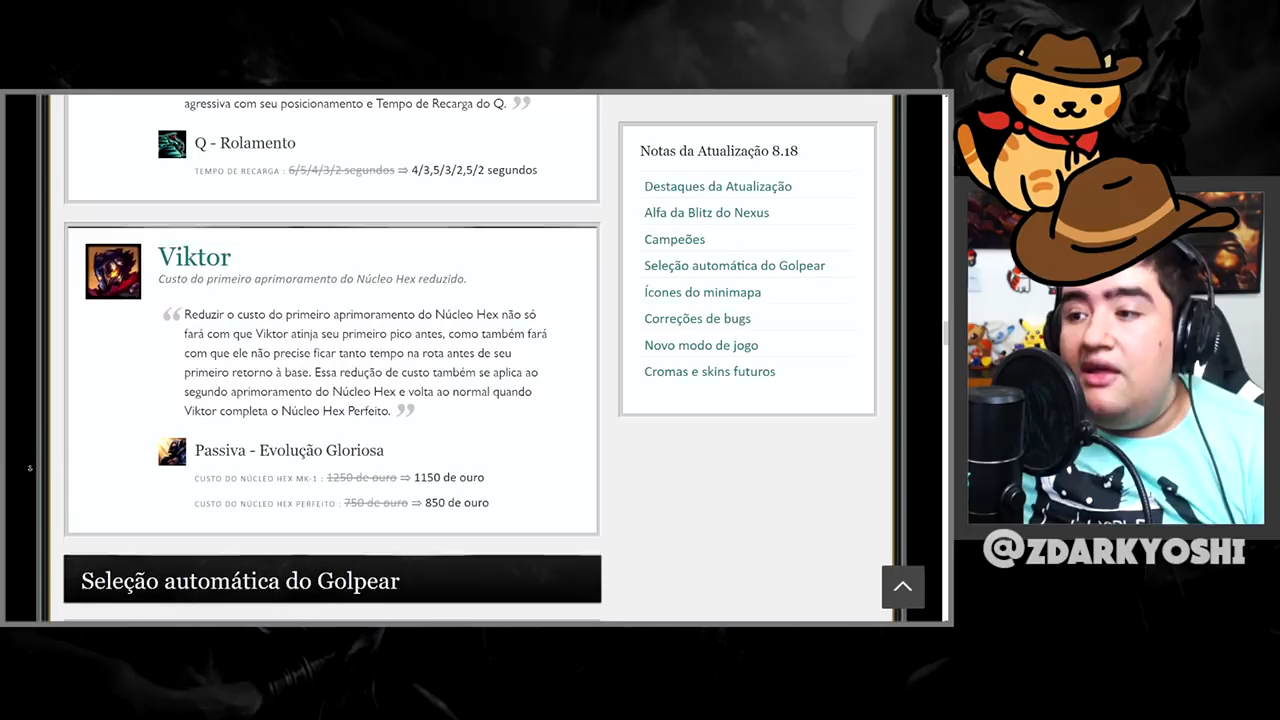 agressiva com seu posicionamento e Tempo de Recarga do Q. ”
Q - Rolamento
TEMPO DE RECARGA : 6/5/4/3/2 segundos ⇒ 4/3,5/3/2,5/2 segundos
Viktor
Custo do primeiro aprimoramento do Núcleo Hex reduzido.
“ Reduzir o custo do primeiro aprimoramento do Núcleo Hex não só
fará com que Viktor atinja seu primeiro pico antes, como também fará
com que ele não precise ficar tanto tempo na rota antes de seu
primeiro retorno à base. Essa redução de custo também se aplica ao
segundo aprimoramento do Núcleo Hex e volta ao normal quando
Viktor completa o Núcleo Hex Perfeito. ”
Passiva - Evolução Gloriosa
CUSTO DO NÚCLEO HEX MK-1 : 1250 de ouro ⇒ 1150 de ouro
CUSTO DO NÚCLEO HEX PERFEITO : 750 de ouro ⇒ 850 de ouro
Seleção automática do Golpear
Notas da Atualização 8.18
Destaques da Atualização
Alfa da Blitz do Nexus
Campeões
Seleção automática do Golpear
Ícones do minimapa
Correções de bugs
Novo modo de jogo
Cromas e skins futuros
@ZDARKYOSHI